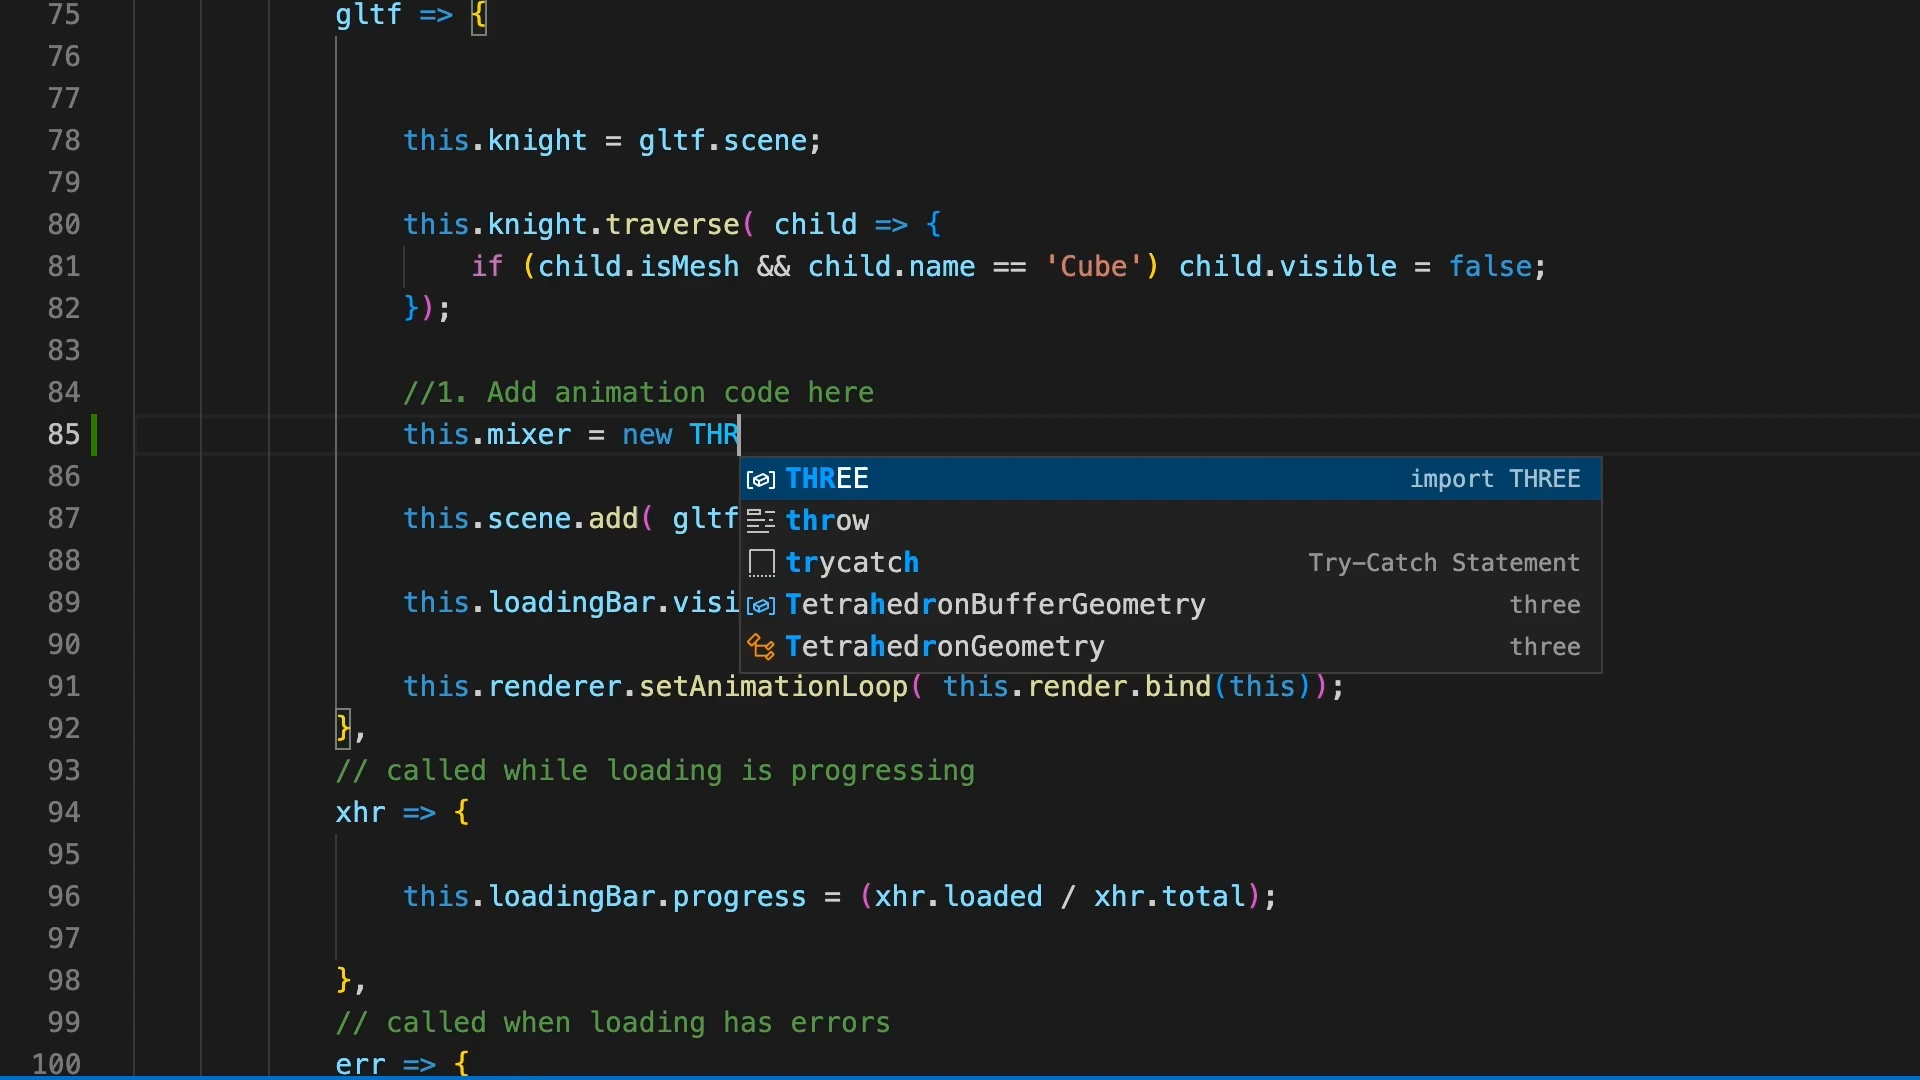 75 gltf => {
76
77
78 this.knight = gltf.scene;
79
80 this.knight.traverse( child => {
81 if (child.isMesh && child.name == 'Cube') child.visible = false;
82 });
83
84 //1. Add animation code here
85 this.mixer = new THR
86
THREE import THREE
87 this.scene.add( gltf
throw
88
trycatch Try-Catch Statement
89 this.loadingBar.visi
TetrahedronBufferGeometry three
90
TetrahedronGeometry three
91 this.renderer.setAnimationLoop( this.render.bind(this));
92 },
93 // called while loading is progressing
94 xhr => {
95
96 this.loadingBar.progress = (xhr.loaded / xhr.total);
97
98 },
99 // called when loading has errors
100 err => {